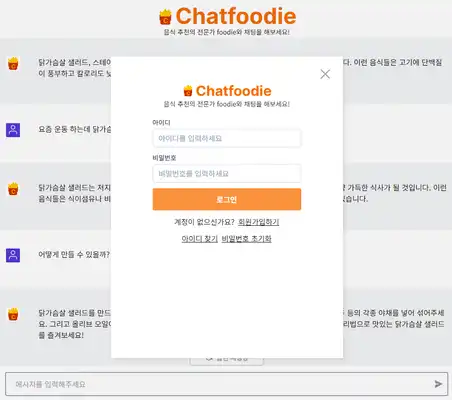 Chatfoodie
음식 추천의 전문가 foodie와 채팅을 해보세요!
닭가슴살 샐러드, 스테이
다. 이런 음식들은 고기에 단백질
이 풍부하고 칼로리도 낮
요즘 운동 하는데 닭가슴
닭가슴살 샐러드는 저지
가득한 식사가 될 것입니다. 이런
음식들은 식이섬유나 비
있습니다.
어떻게 만들 수 있을까?
닭가슴살 샐러드를 만드
등의 각종 야채를 넣어 섞어주세
요. 그리고 올리브 오일이
리법으로 맛있는 닭가슴살 샐러드
를 즐겨보세요!
Chatfoodie
음식 추천의 전문가 foodie와 채팅을 해보세요!
아이디
아이디를 입력하세요
비밀번호
비밀번호를 입력하세요
로그인
계정이 없으신가요? 회원가입하기
아이디 찾기 비밀번호 초기화
메시지를 입력해주세요